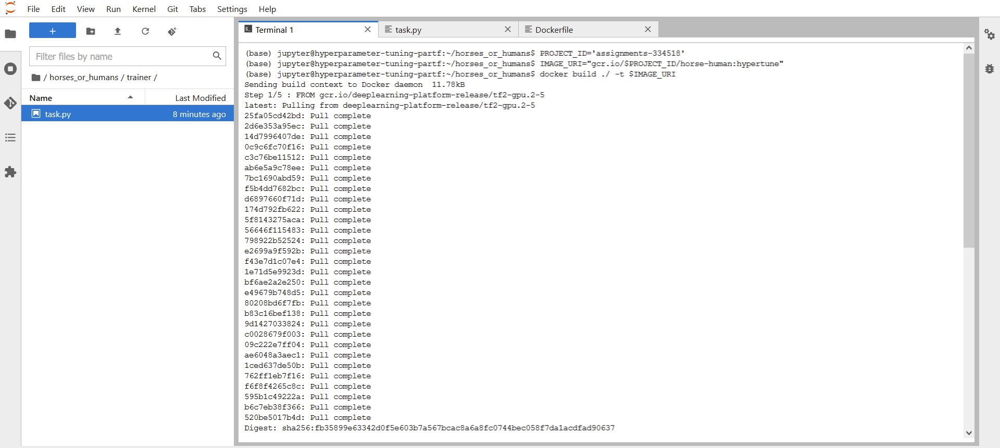 File Edit View Run Kernel Git Tabs Settings Help
Filter files by name
/ horses_or_humans / trainer /
Name Last Modified
task.py 8 minutes ago
Terminal 1 task.py Dockerfile
(base) jupyter@hyperparameter-tuning-partf:~/horses_or_humans$ PROJECT_ID='assignments-334518'
(base) jupyter@hyperparameter-tuning-partf:~/horses_or_humans$ IMAGE_URI="gcr.io/$PROJECT_ID/horse-human:hypertune"
(base) jupyter@hyperparameter-tuning-partf:~/horses_or_humans$ docker build ./ -t $IMAGE_URI
Sending build context to Docker daemon  11.78kB
Step 1/5 : FROM gcr.io/deeplearning-platform-release/tf2-gpu.2-5
latest: Pulling from deeplearning-platform-release/tf2-gpu.2-5
25fa05cd42bd: Pull complete
2d6e353a95ec: Pull complete
14d7996407de: Pull complete
0c9c6fc70f16: Pull complete
c3c76be11512: Pull complete
ab6e5a9c78ee: Pull complete
7bc1690abd59: Pull complete
f5b4dd7682bc: Pull complete
d6897660f71d: Pull complete
174d792fb622: Pull complete
5f8143275aca: Pull complete
56646f115483: Pull complete
798922b52524: Pull complete
e2699a9f592b: Pull complete
f43e7d1c07e4: Pull complete
1e71d5e9923d: Pull complete
bf6ae2a2e250: Pull complete
e49679b748d5: Pull complete
80208bd6f7fb: Pull complete
b83c16bef138: Pull complete
9d1427033824: Pull complete
c0028679f003: Pull complete
09c222e7ff04: Pull complete
ae6048a3aec1: Pull complete
1ced637de50b: Pull complete
762ff1eb7f16: Pull complete
f6f8f4265c8c: Pull complete
595b1c49222a: Pull complete
b6c7eb38f366: Pull complete
520be5017b4d: Pull complete
Digest: sha256:fb35899e63342d0f5e603b7a567bcac8a6a8fc0744bec058f7da1acdfad90637